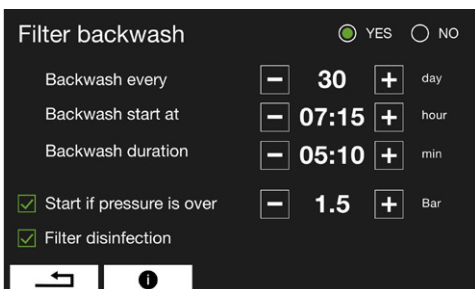 Filter backwash YES NO
Backwash every 30 day
Backwash start at 07:15 hour
Backwash duration 05:10 min
Start if pressure is over 1.5 Bar
Filter disinfection